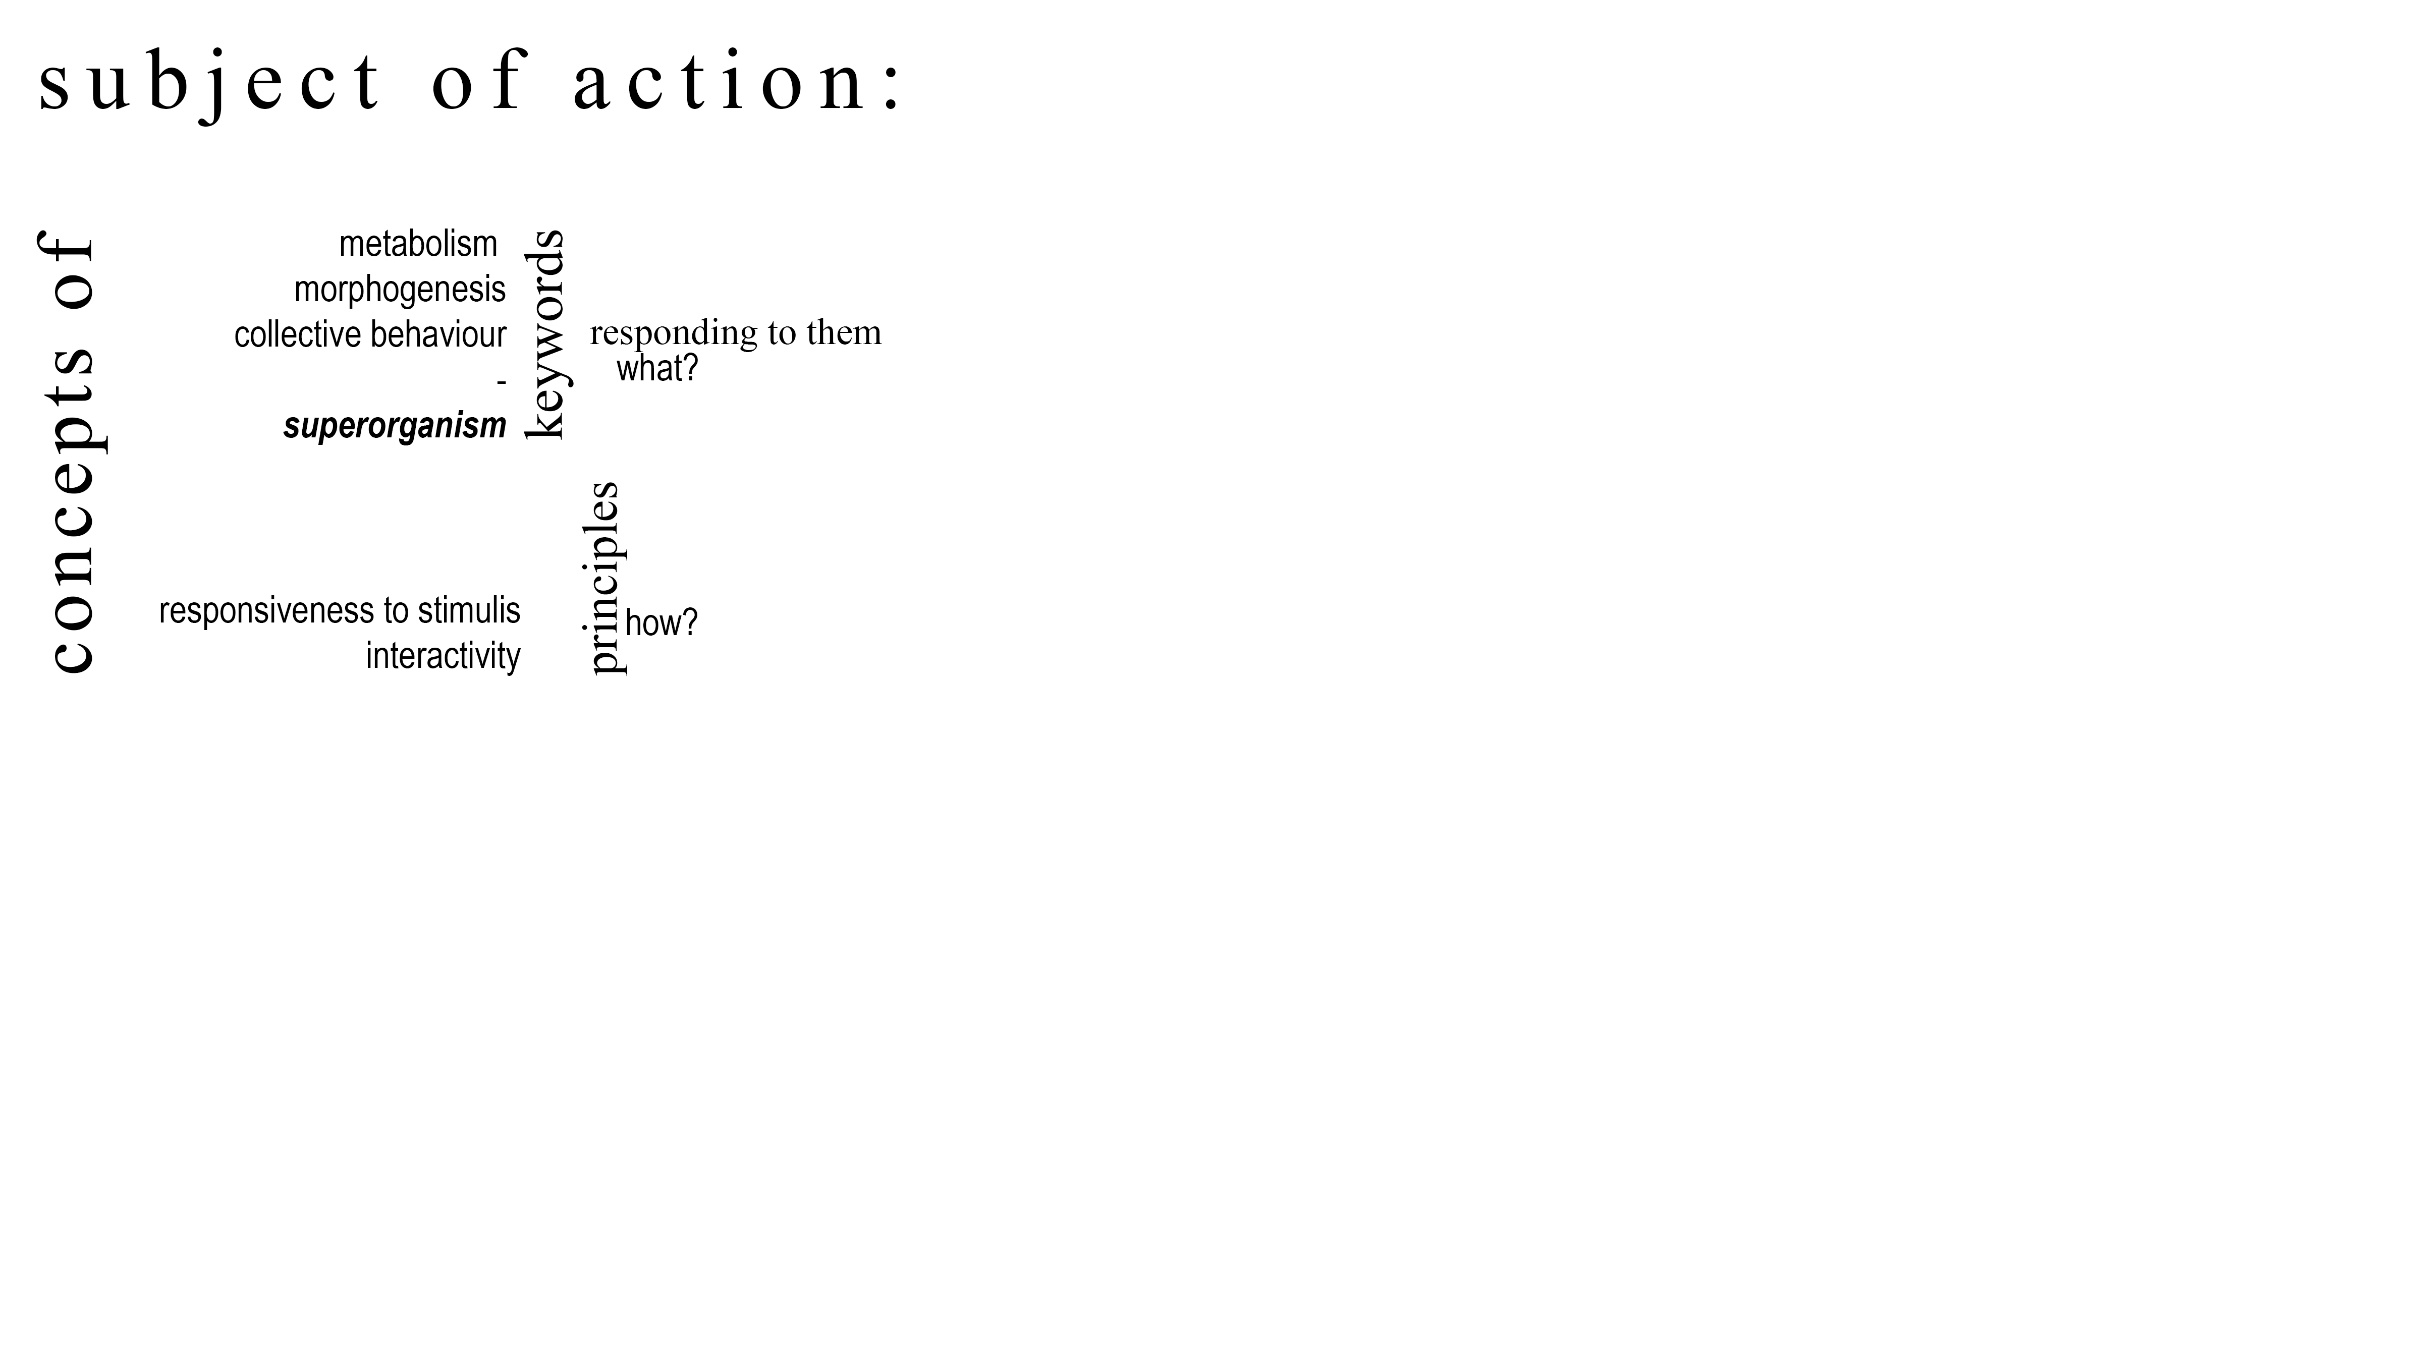 subject of action:
concepts of
metabolism
morphogenesis
collective behaviour
-
superorganism
keywords
responding to them
what?
responsiveness to stimulis
interactivity
principles
how?